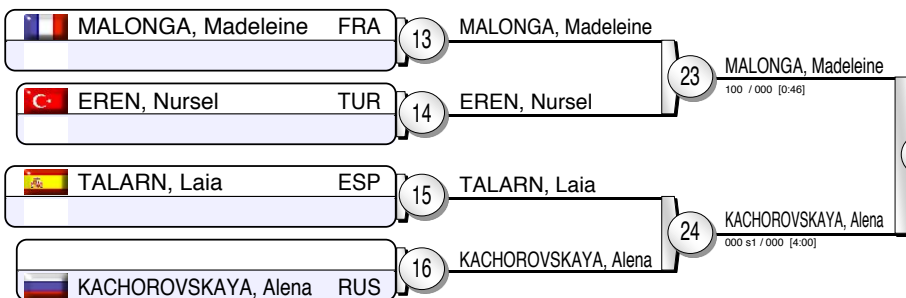 MALONGA, Madeleine FRA
13
MALONGA, Madeleine
23
MALONGA, Madeleine
100 / 000 [0:46]
EREN, Nursel TUR
14
EREN, Nursel
TALARN, Laia ESP
15
TALARN, Laia
24
KACHOROVSKAYA, Alena
000 s1 / 000 [4:00]
16
KACHOROVSKAYA, Alena
KACHOROVSKAYA, Alena RUS